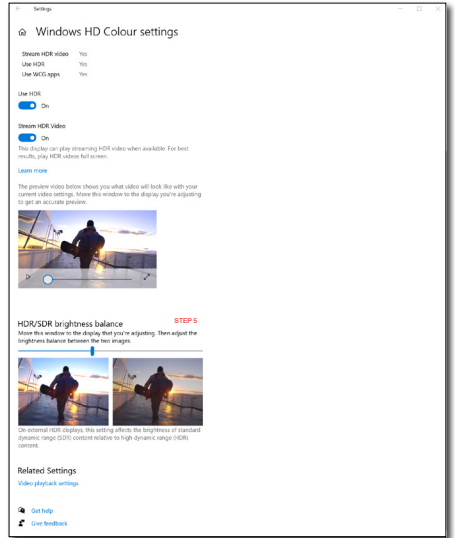 Settings
Windows HD Colour settings
Stream HDR video Yes
Use HDR Yes
Use WCG apps Yes
Use HDR
On
Stream HDR Video
On
This display can play streaming HDR video when available. For best
results, play HDR videos full screen.
Learn more
The preview video below shows you what video will look like with your
current video settings. Move this window to the display you're adjusting
to get an accurate preview.
HDR/SDR brightness balance STEP 5
Move this window to the display that you're adjusting. Then adjust the
brightness balance between the two images.
On external HDR displays, this setting effects the brightness of standard
dynamic range (SDR) content relative to high dynamic range (HDR)
content.
Related Settings
Video playback settings
Get help
Give feedback